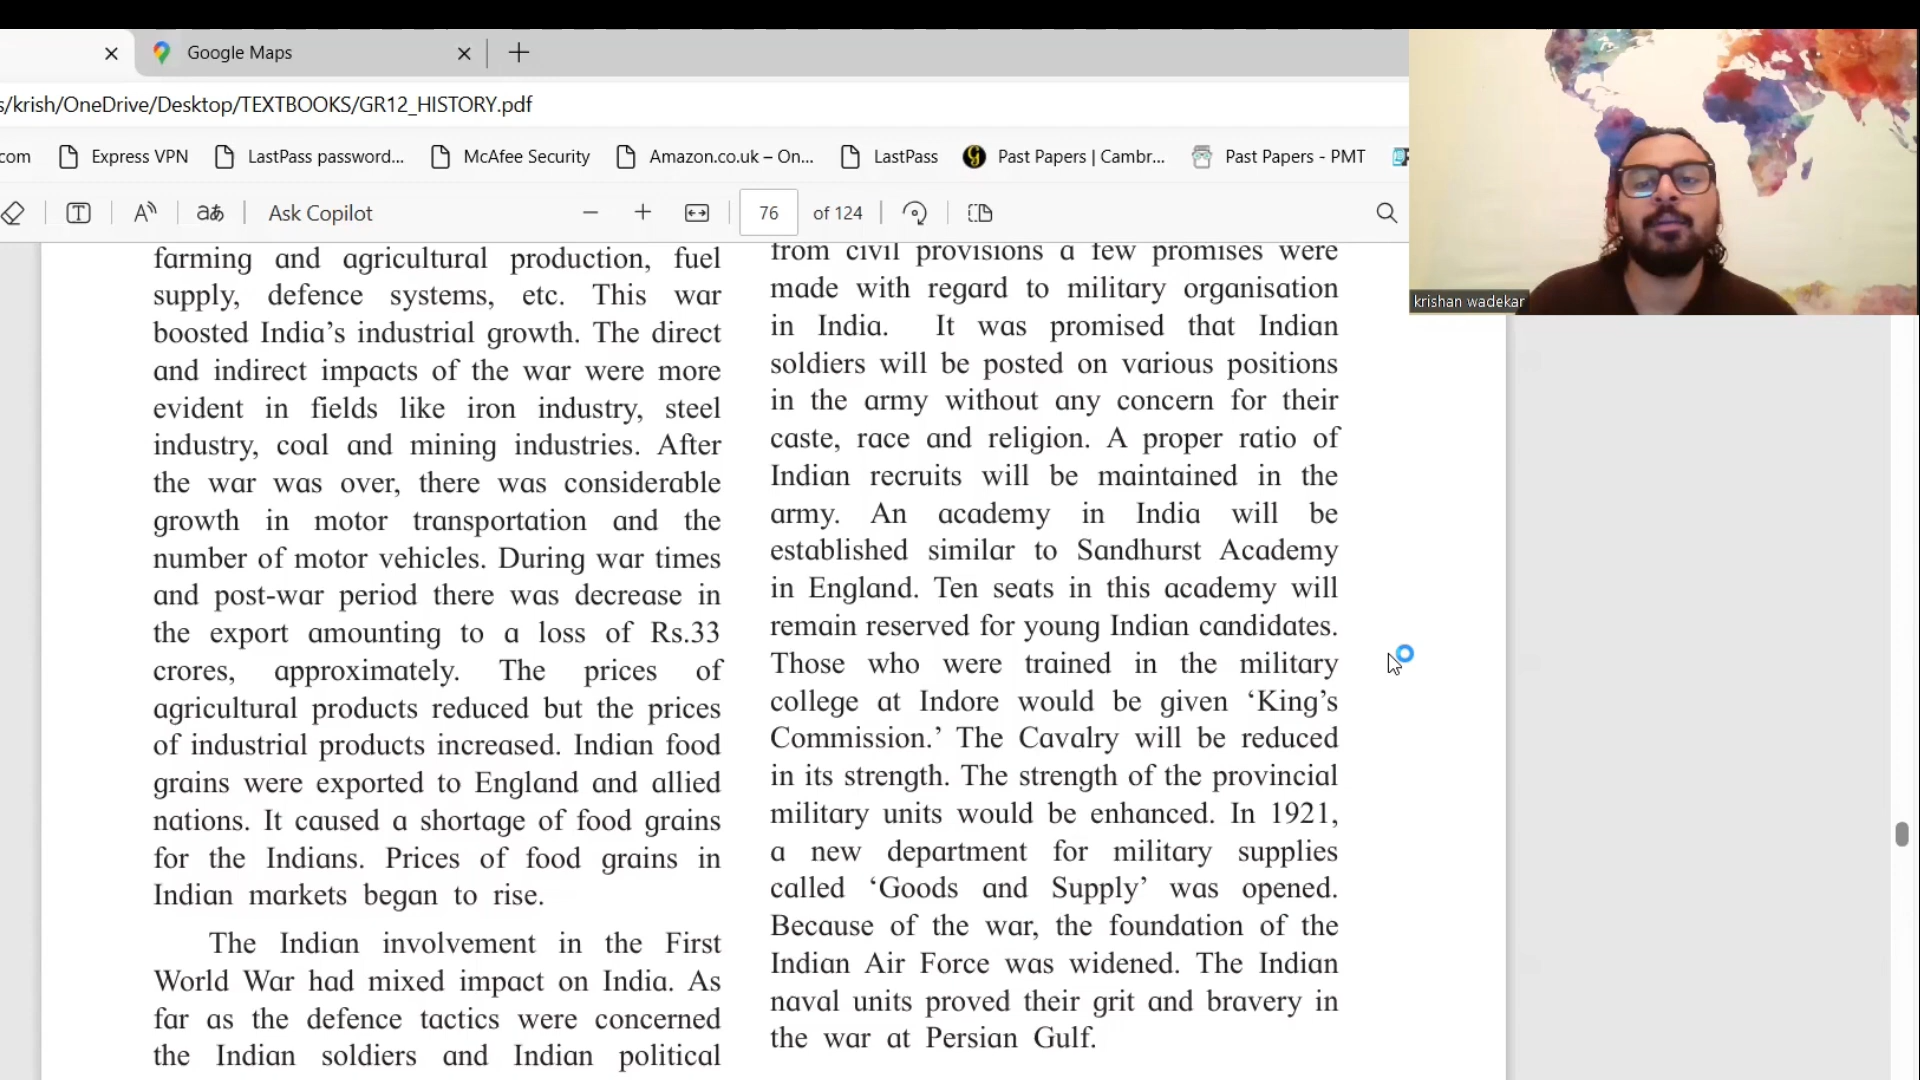 Google Maps
s/krish/OneDrive/Desktop/TEXTBOOKS/GR12_HISTORY.pdf
com Express VPN LastPass password... McAfee Security Amazon.co.uk – On... LastPass Past Papers | Cambr... Past Papers - PMT
Ask Copilot 76 of 124
krishan wadekar
farming and agricultural production, fuel
supply, defence systems, etc. This war
boosted India’s industrial growth. The direct
and indirect impacts of the war were more
evident in fields like iron industry, steel
industry, coal and mining industries. After
the war was over, there was considerable
growth in motor transportation and the
number of motor vehicles. During war times
and post-war period there was decrease in
the export amounting to a loss of Rs.33
crores, approximately. The prices of
agricultural products reduced but the prices
of industrial products increased. Indian food
grains were exported to England and allied
nations. It caused a shortage of food grains
for the Indians. Prices of food grains in
Indian markets began to rise.
The Indian involvement in the First
World War had mixed impact on India. As
far as the defence tactics were concerned
the Indian soldiers and Indian political
from civil provisions a few promises were
made with regard to military organisation
in India. It was promised that Indian
soldiers will be posted on various positions
in the army without any concern for their
caste, race and religion. A proper ratio of
Indian recruits will be maintained in the
army. An academy in India will be
established similar to Sandhurst Academy
in England. Ten seats in this academy will
remain reserved for young Indian candidates.
Those who were trained in the military
college at Indore would be given ‘King’s
Commission.’ The Cavalry will be reduced
in its strength. The strength of the provincial
military units would be enhanced. In 1921,
a new department for military supplies
called ‘Goods and Supply’ was opened.
Because of the war, the foundation of the
Indian Air Force was widened. The Indian
naval units proved their grit and bravery in
the war at Persian Gulf.